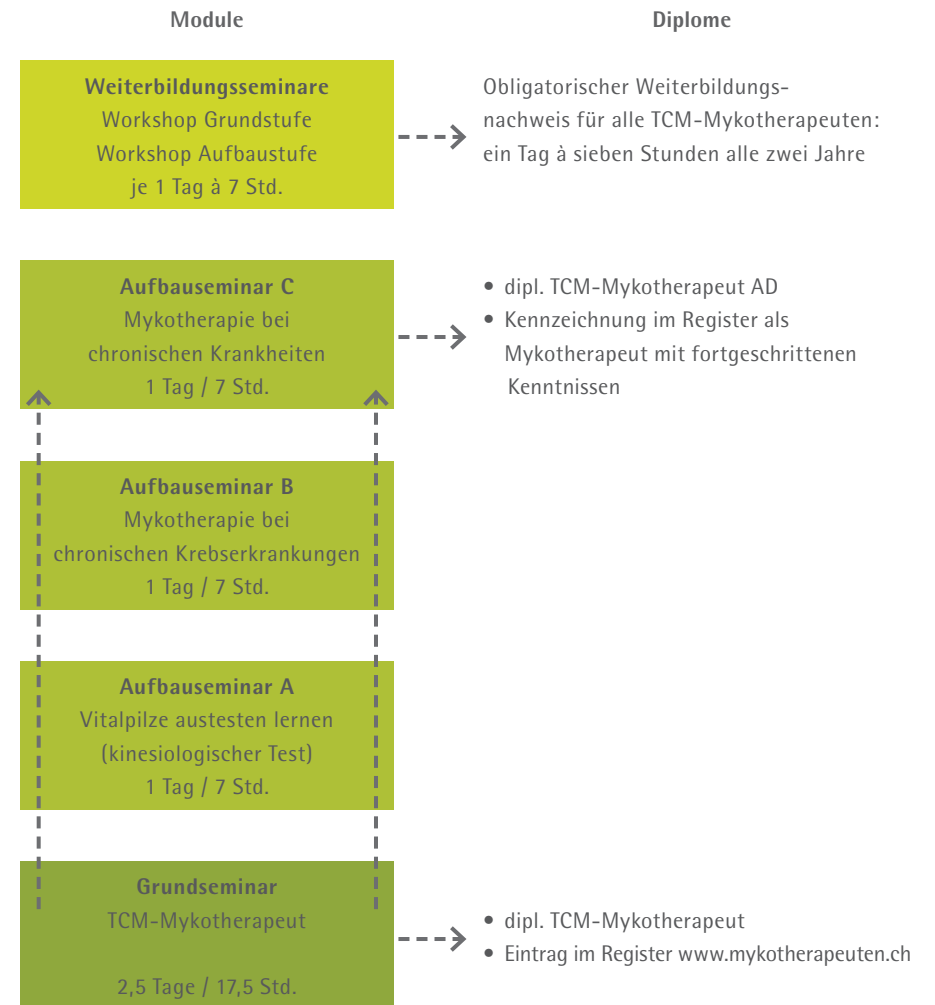 Module
Diplome
Weiterbildungsseminare
Workshop Grundstufe
Workshop Aufbaustufe
je 1 Tag à 7 Std.
Obligatorischer Weiterbildungs-
nachweis für alle TCM-Mykotherapeuten:
ein Tag à sieben Stunden alle zwei Jahre
Aufbauseminar C
Mykotherapie bei
chronischen Krankheiten
1 Tag / 7 Std.
• dipl. TCM-Mykotherapeut AD
• Kennzeichnung im Register als
Mykotherapeut mit fortgeschrittenen
Kenntnissen
Aufbauseminar B
Mykotherapie bei
chronischen Krebserkrankungen
1 Tag / 7 Std.
Aufbauseminar A
Vitalpilze austesten lernen
(kinesiologischer Test)
1 Tag / 7 Std.
Grundseminar
TCM-Mykotherapeut
2,5 Tage / 17,5 Std.
• dipl. TCM-Mykotherapeut
• Eintrag im Register www.mykotherapeuten.ch